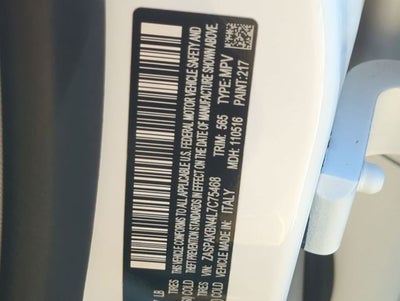 THIS VEHICLE CONFORMS TO ALL APPLICABLE U.S. FEDERAL MOTOR VEHICLE SAFETY AND
THEFT PREVENTION STANDARDS IN EFFECT ON THE DATE OF MANUFACTURE SHOWN ABOVE.
VIN: ZASPAKBN4L7C75468 TRIM: 565 TYPE: MPV
MADE IN: ITALY MDH: 110516 PAINT: 217